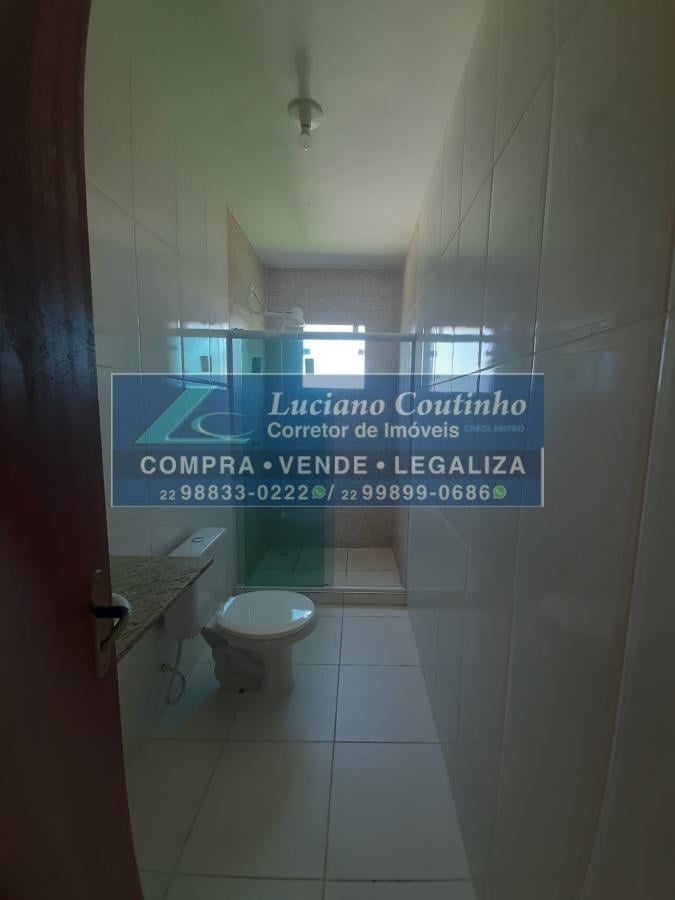 Luciano Coutinho
Corretor de Imóveis
COMPRA • VENDE • LEGALIZA
22 98833-0222 / 22 99899-0686